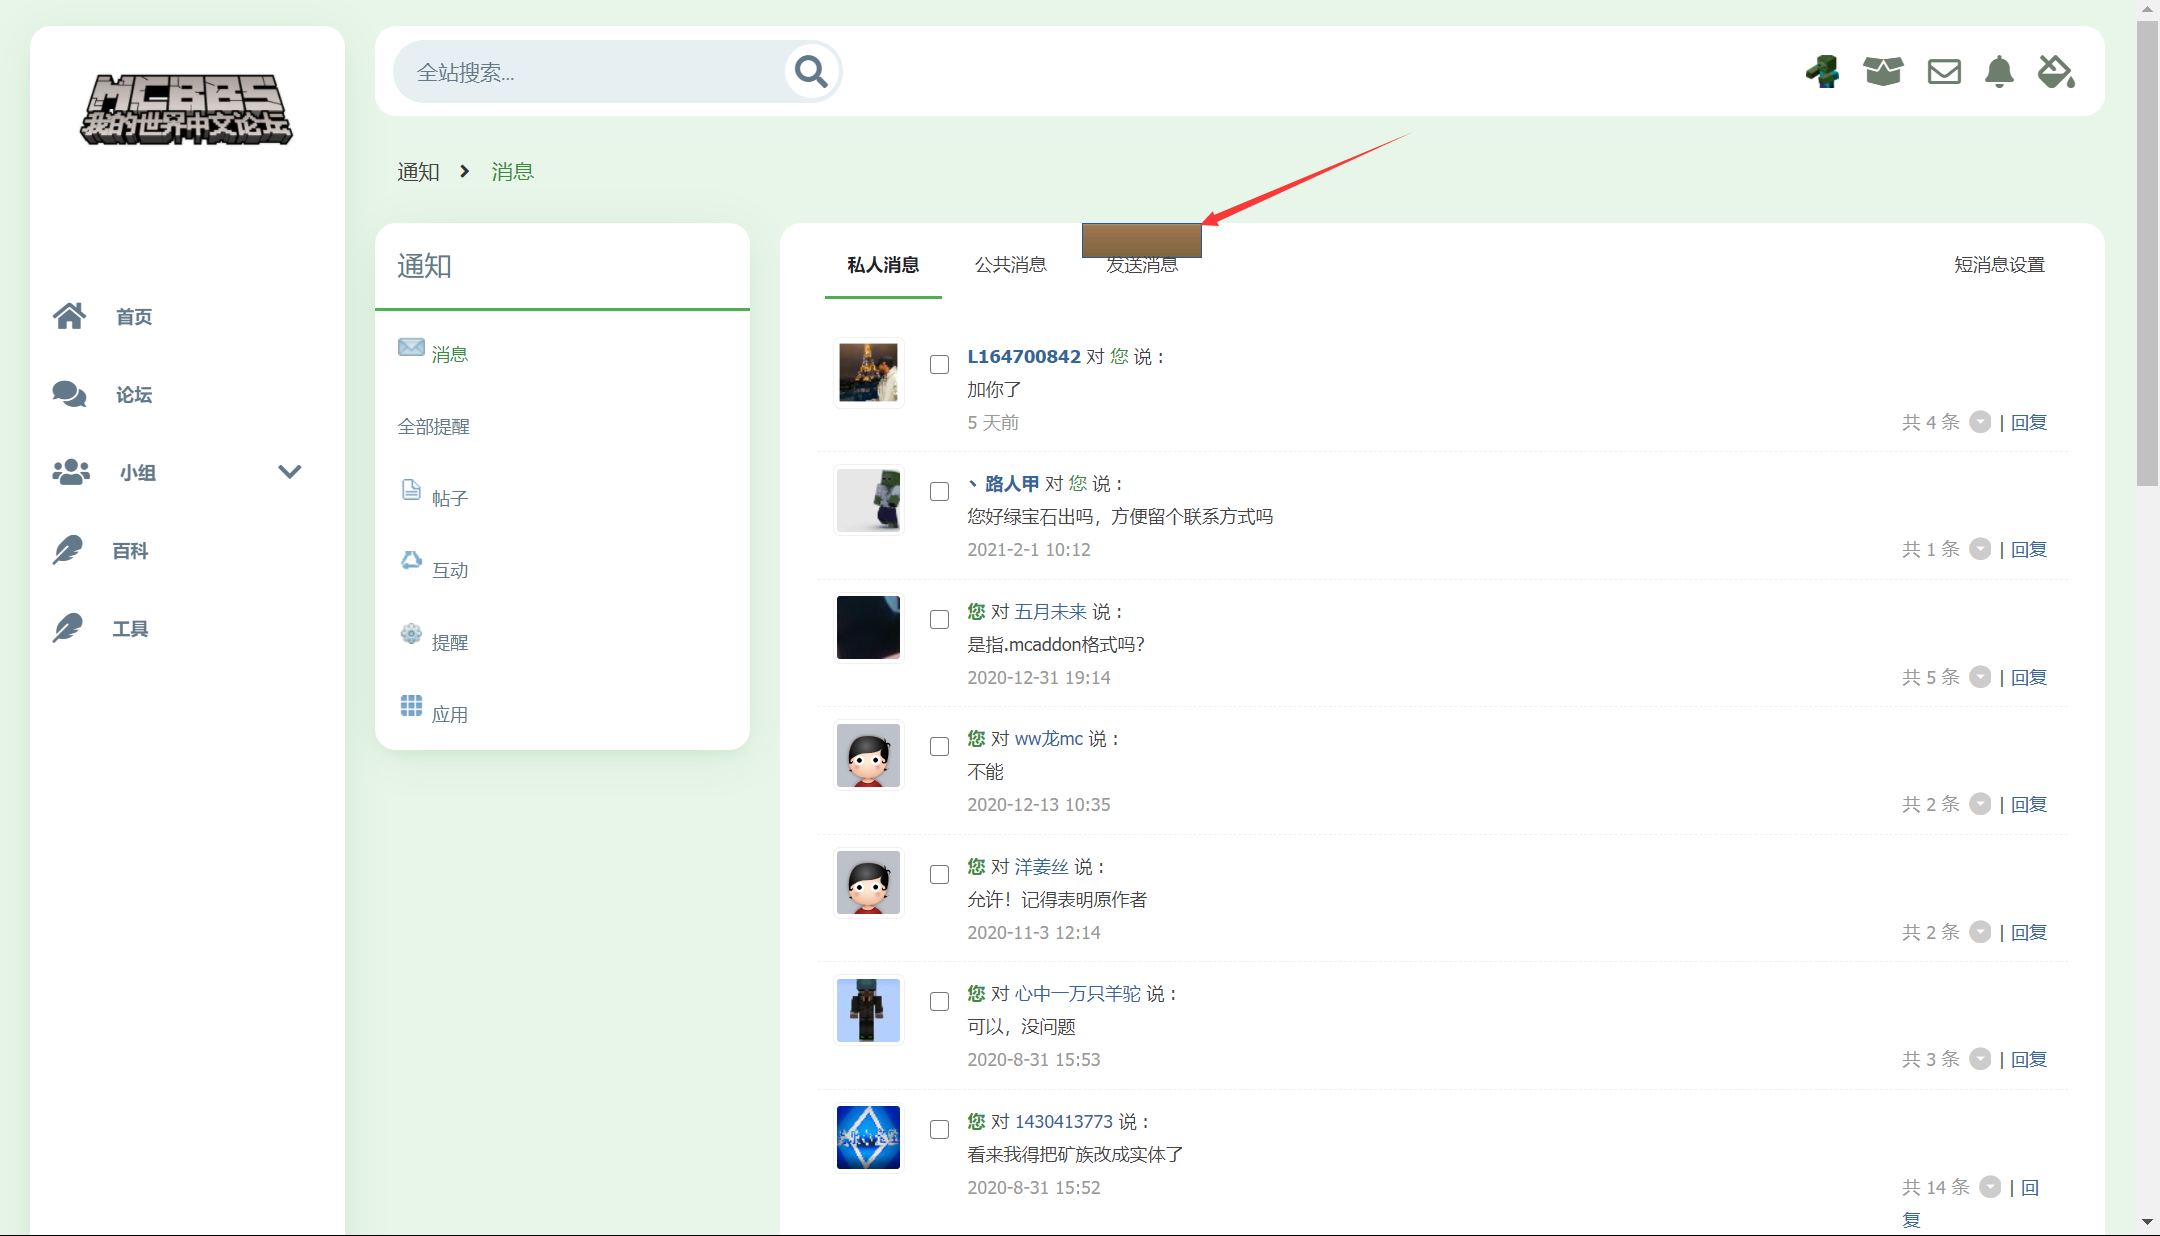 MCBBS
我的世界中文论坛
全站搜索...
首页
论坛
小组
百科
工具
通知
消息
通知
消息
全部提醒
帖子
互动
提醒
应用
私人消息
公共消息
发送消息
短消息设置
L164700842 对 您 说 :
加你了
5 天前
共 4 条 | 回复
丶路人甲 对 您 说 :
您好绿宝石出吗，方便留个联系方式吗
2021-2-1 10:12
共 1 条 | 回复
您 对 五月未来 说 :
是指.mcaddon格式吗?
2020-12-31 19:14
共 5 条 | 回复
您 对 ww龙mc 说 :
不能
2020-12-13 10:35
共 2 条 | 回复
您 对 洋姜丝 说 :
允许！记得表明原作者
2020-11-3 12:14
共 2 条 | 回复
您 对 心中一万只羊驼 说 :
可以，没问题
2020-8-31 15:53
共 3 条 | 回复
您 对 1430413773 说 :
看来我得把矿族改成实体了
2020-8-31 15:52
共 14 条 | 回
复